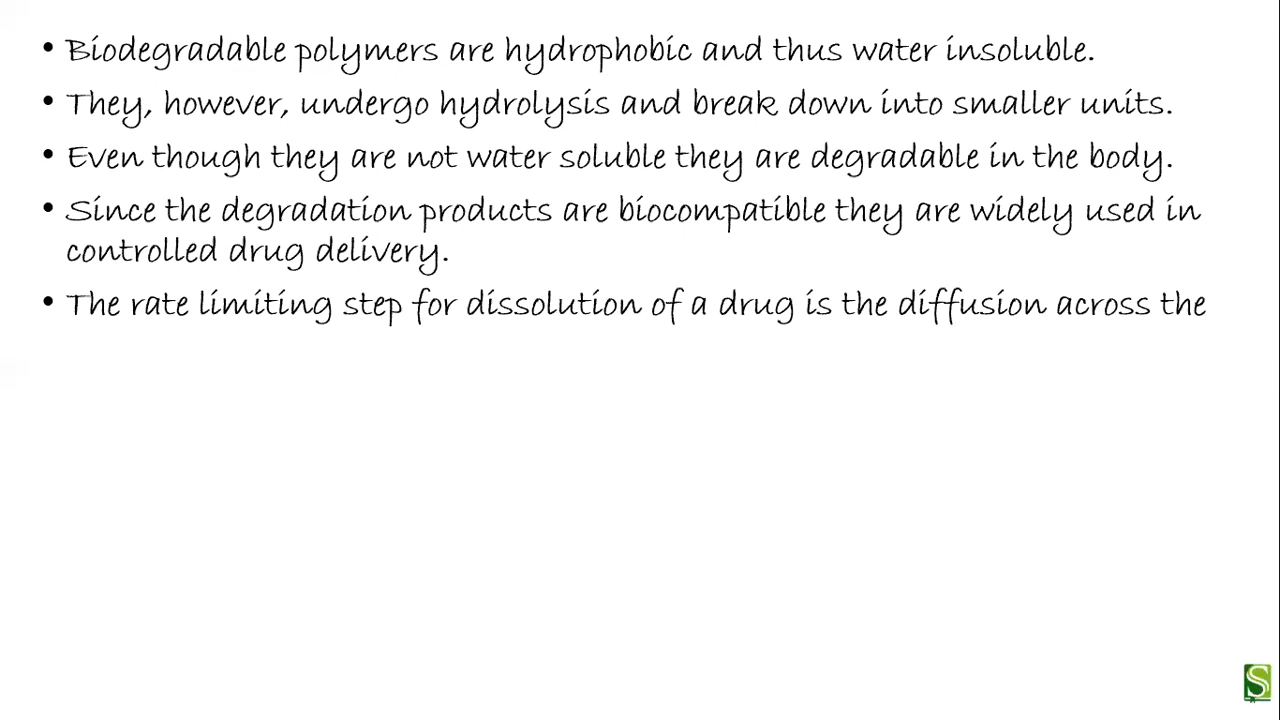 • Biodegradable polymers are hydrophobic and thus water insoluble.
• They, however, undergo hydrolysis and break down into smaller units.
• Even though they are not water soluble they are degradable in the body.
• Since the degradation products are biocompatible they are widely used in
controlled drug delivery.
• The rate limiting step for dissolution of a drug is the diffusion across the
S